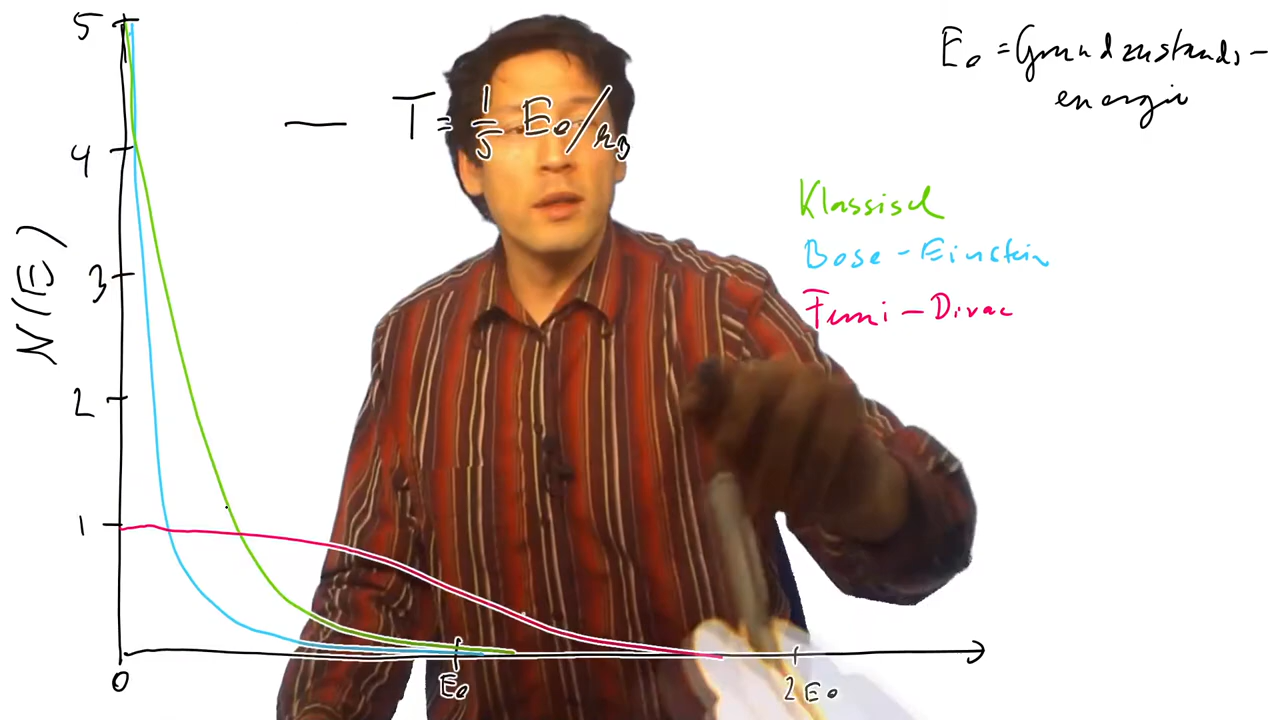 E₀ = Grundzustands-
energie
— T = 1/5 E₀/k_B
Klassisch
Bose-Einstein
Fermi-Dirac
N(E)
5
4
3
2
1
0
E₀
2E₀